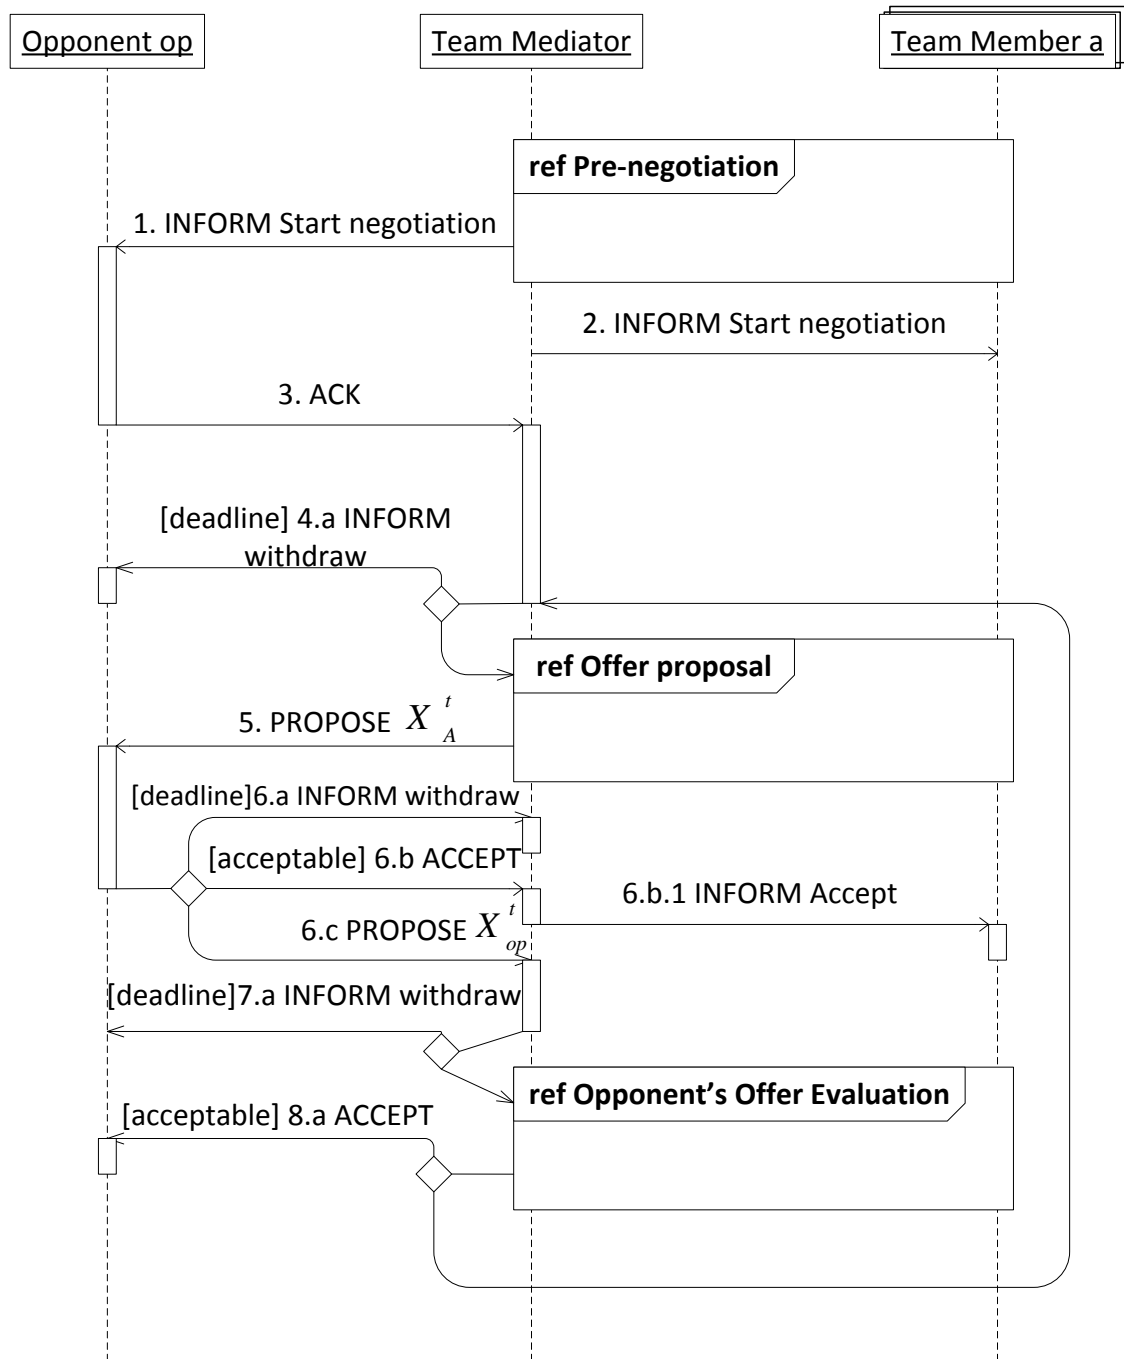 Opponent op
Team Mediator
Team Member a
ref Pre-negotiation
1. INFORM Start negotiation
2. INFORM Start negotiation
3. ACK
[deadline] 4.a INFORM
withdraw
ref Offer proposal
5. PROPOSE X_A^t
[deadline]6.a INFORM withdraw
[acceptable] 6.b ACCEPT
6.b.1 INFORM Accept
6.c PROPOSE X_op^t
[deadline]7.a INFORM withdraw
ref Opponent’s Offer Evaluation
[acceptable] 8.a ACCEPT